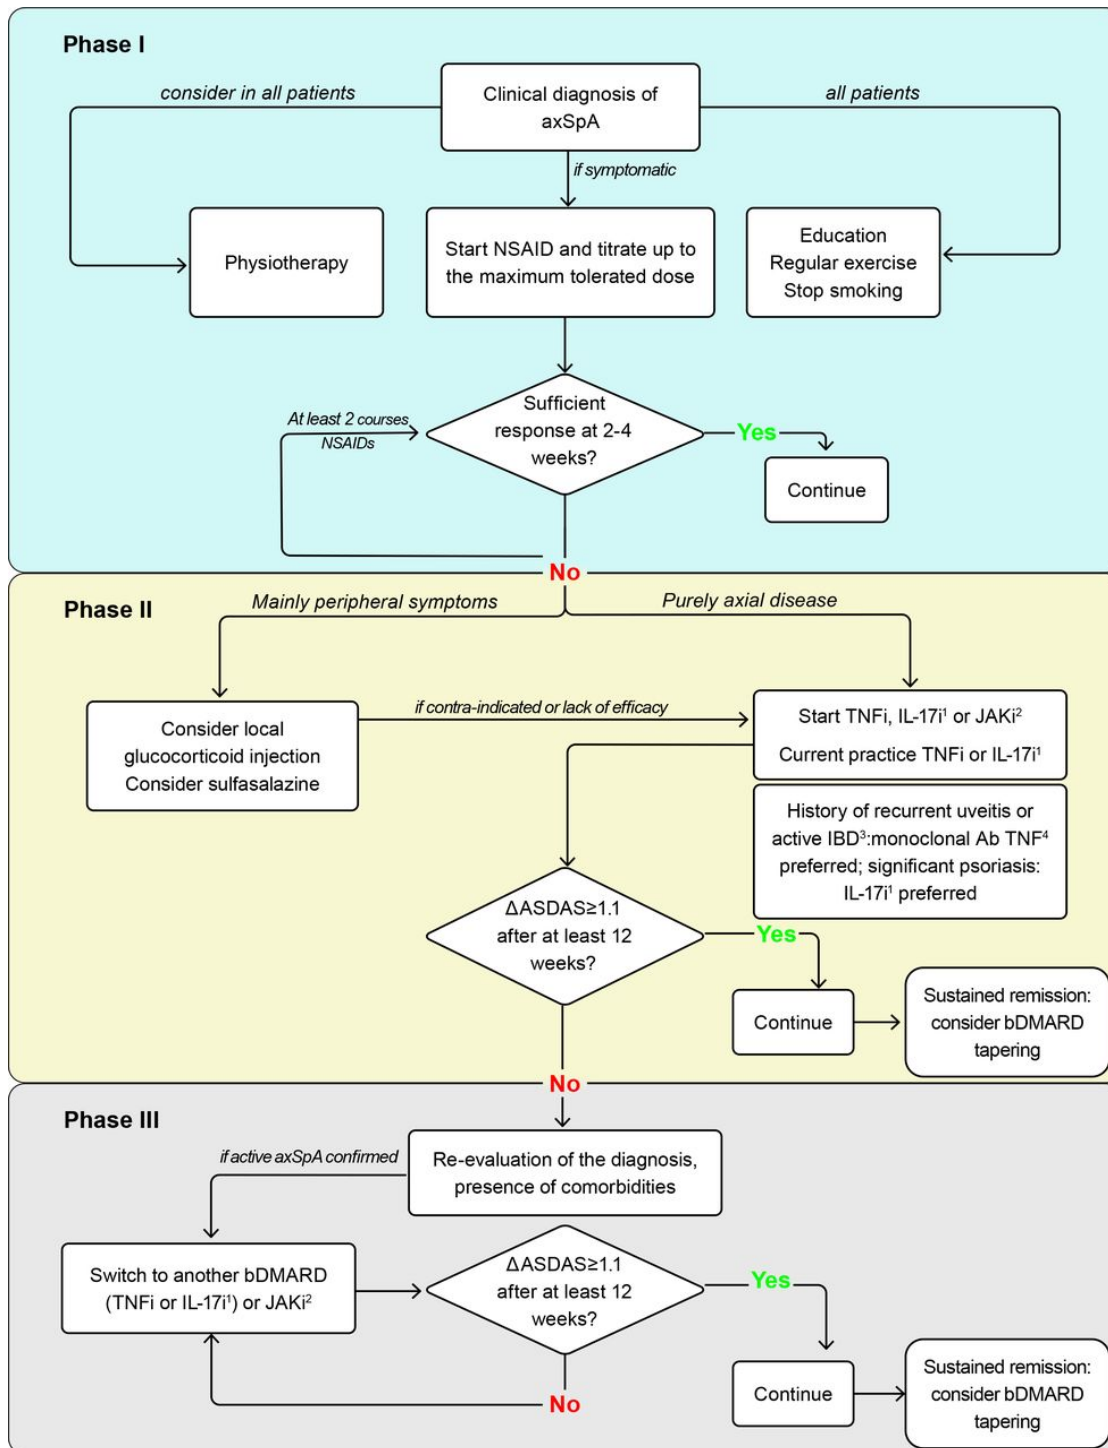 Phase I
consider in all patients
Clinical diagnosis of
axSpA
all patients
if symptomatic
Physiotherapy
Start NSAID and titrate up to
the maximum tolerated dose
Education
Regular exercise
Stop smoking
At least 2 courses
NSAIDs
Sufficient
response at 2-4
weeks?
Yes
Continue
No
Phase II
Mainly peripheral symptoms
Purely axial disease
Consider local
glucocorticoid injection
Consider sulfasalazine
if contra-indicated or lack of efficacy
Start TNFi, IL-17i¹ or JAKi²
Current practice TNFi or IL-17i¹
History of recurrent uveitis or
active IBD³:monoclonal Ab TNF⁴
preferred; significant psoriasis:
IL-17i¹ preferred
ΔASDAS≥1.1
after at least 12
weeks?
Yes
Continue
Sustained remission:
consider bDMARD
tapering
No
Phase III
if active axSpA confirmed
Re-evaluation of the diagnosis,
presence of comorbidities
Switch to another bDMARD
(TNFi or IL-17i¹) or JAKi²
ΔASDAS≥1.1
after at least 12
weeks?
Yes
No
Continue
Sustained remission:
consider bDMARD
tapering